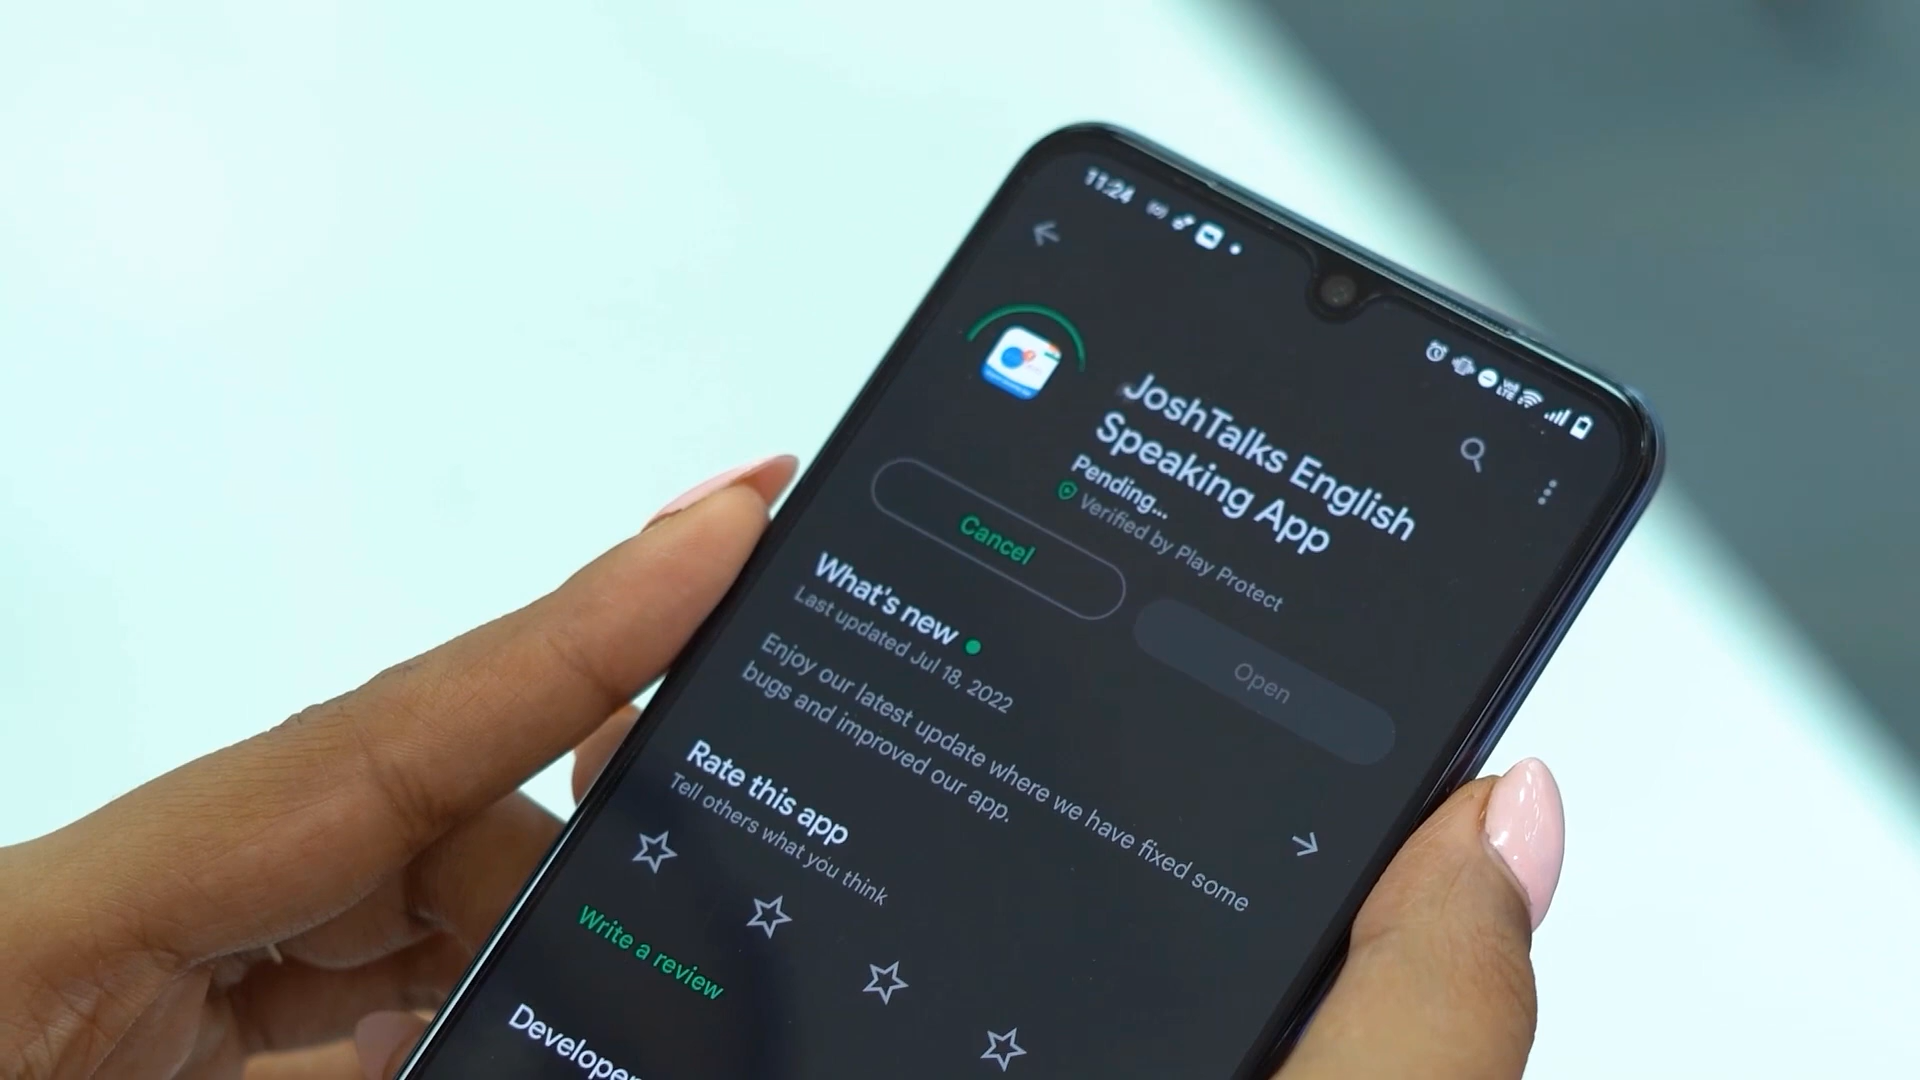 11:24
JoshTalks English
Speaking App
Pending...
Verified by Play Protect
Cancel
Open
What's new
Last updated Jul 18, 2022
Enjoy our latest update where we have fixed some
bugs and improved our app.
Rate this app
Tell others what you think
Write a review
Developer